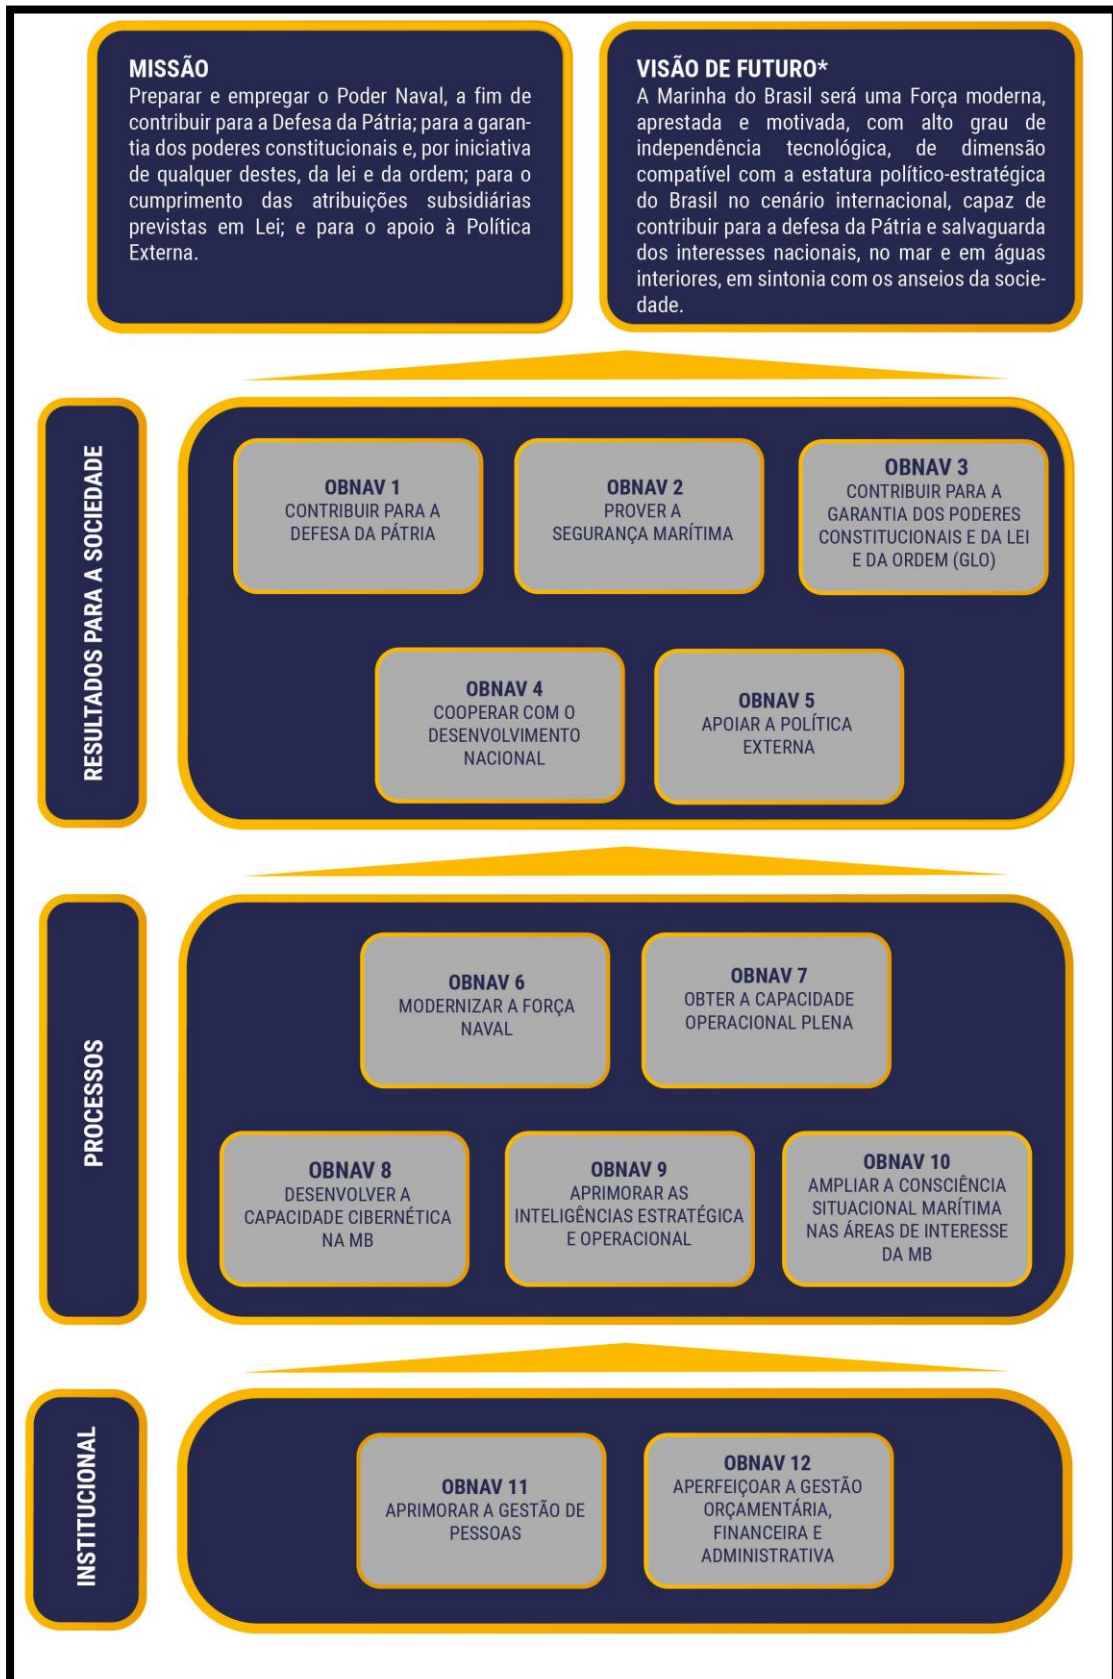 MISSÃO
Preparar e empregar o Poder Naval, a fim de
contribuir para a Defesa da Pátria; para a garan-
tia dos poderes constitucionais e, por iniciativa
de qualquer destes, da lei e da ordem; para o
cumprimento das atribuições subsidiárias
previstas em Lei; e para o apoio à Política
Externa.
VISÃO DE FUTURO*
A Marinha do Brasil será uma Força moderna,
aprestada e motivada, com alto grau de
independência tecnológica, de dimensão
compatível com a estatura político-estratégica
do Brasil no cenário internacional, capaz de
contribuir para a defesa da Pátria e salvaguarda
dos interesses nacionais, no mar e em águas
interiores, em sintonia com os anseios da socie-
dade.
RESULTADOS PARA A SOCIEDADE
OBNAV 1
CONTRIBUIR PARA A
DEFESA DA PÁTRIA
OBNAV 2
PROVER A
SEGURANÇA MARÍTIMA
OBNAV 3
CONTRIBUIR PARA A
GARANTIA DOS PODERES
CONSTITUCIONAIS E DA LEI
E DA ORDEM (GLO)
OBNAV 4
COOPERAR COM O
DESENVOLVIMENTO
NACIONAL
OBNAV 5
APOIAR A POLÍTICA
EXTERNA
PROCESSOS
OBNAV 6
MODERNIZAR A FORÇA
NAVAL
OBNAV 7
OBTER A CAPACIDADE
OPERACIONAL PLENA
OBNAV 8
DESENVOLVER A
CAPACIDADE CIBERNÉTICA
NA MB
OBNAV 9
APRIMORAR AS
INTELIGÊNCIAS ESTRATÉGICA
E OPERACIONAL
OBNAV 10
AMPLIAR A CONSCIÊNCIA
SITUACIONAL MARÍTIMA
NAS ÁREAS DE INTERESSE
DA MB
INSTITUCIONAL
OBNAV 11
APRIMORAR A GESTÃO DE
PESSOAS
OBNAV 12
APERFEIÇOAR A GESTÃO
ORÇAMENTÁRIA,
FINANCEIRA E
ADMINISTRATIVA